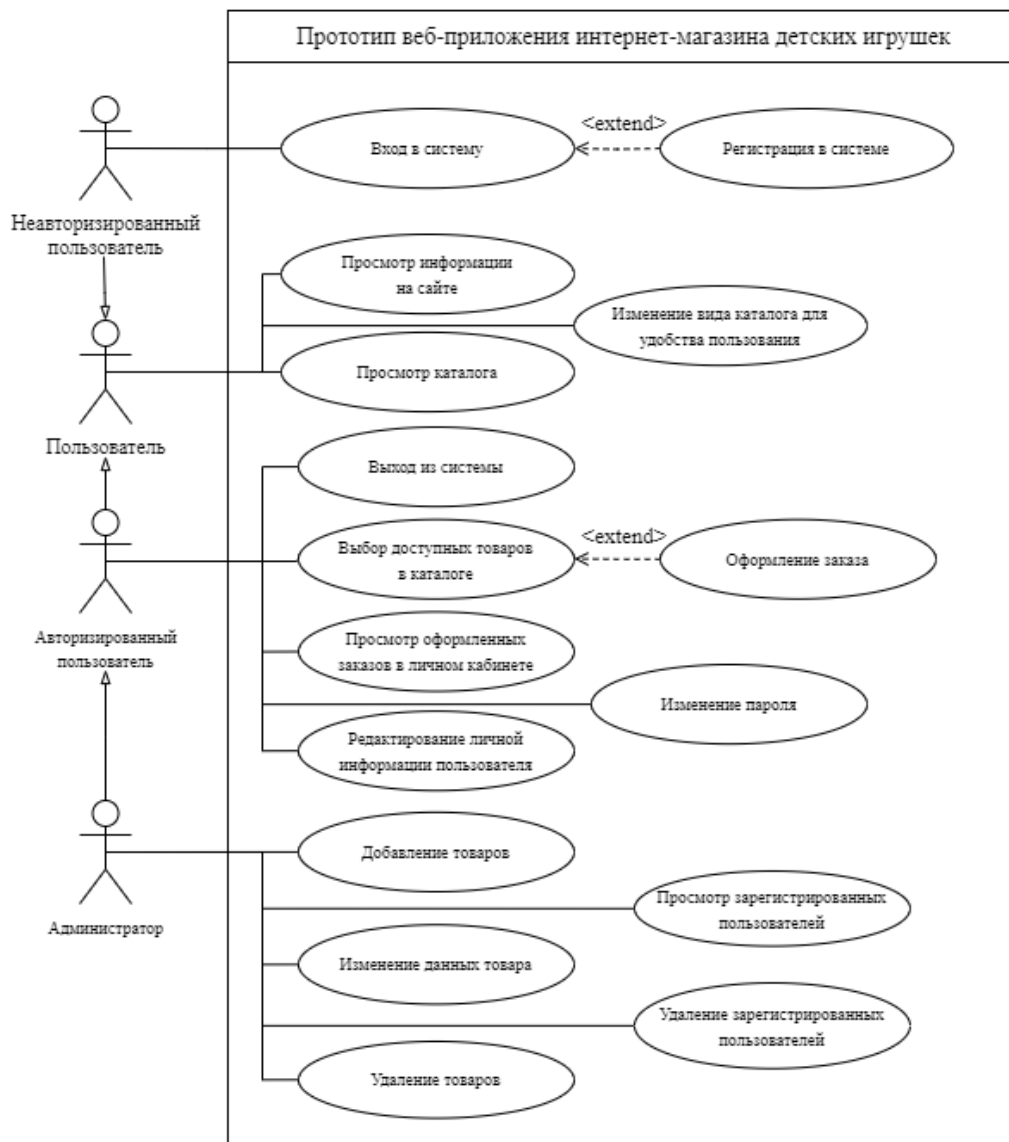 Прототип веб-приложения интернет-магазина детских игрушек
<extend>
Вход в систему
Регистрация в системе
Неавторизированный
пользователь
Просмотр информации
на сайте
Изменение вида каталога для
удобства пользования
Просмотр каталога
Пользователь
Выход из системы
<extend>
Выбор доступных товаров
в каталоге
Оформление заказа
Авторизированный
пользователь
Просмотр оформленных
заказов в личном кабинете
Изменение пароля
Редактирование личной
информации пользователя
Добавление товаров
Просмотр зарегистрированных
пользователей
Администратор
Изменение данных товара
Удаление зарегистрированных
пользователей
Удаление товаров